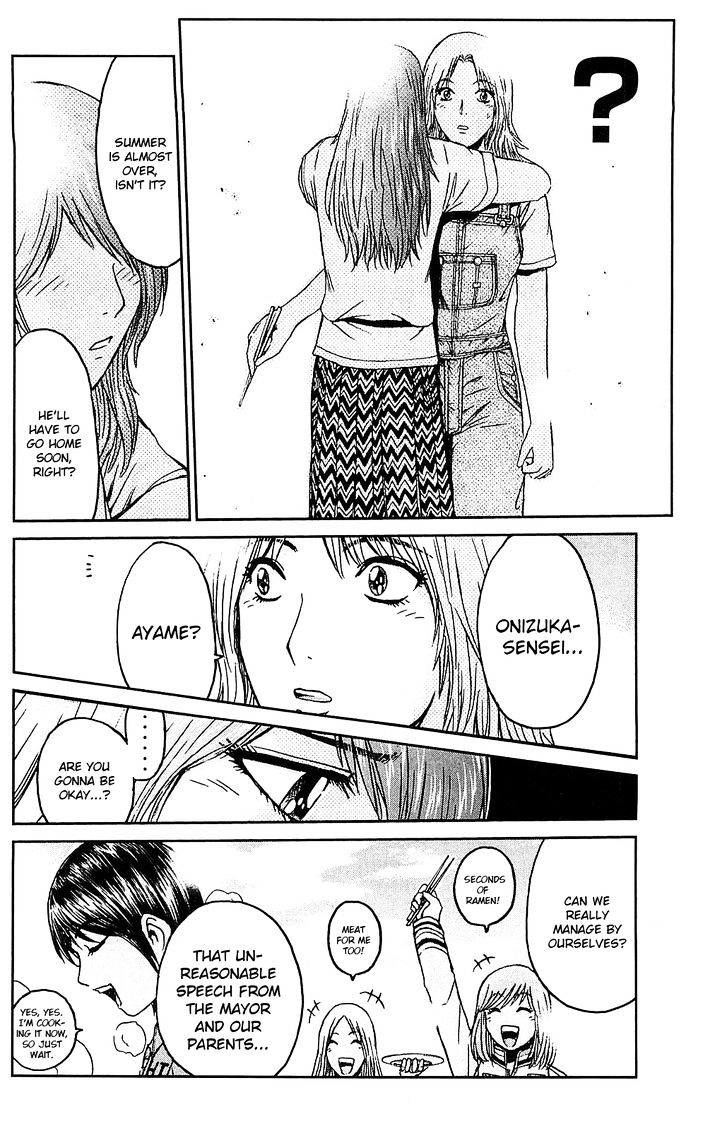 ?
SUMMER
IS ALMOST
OVER,
ISN'T IT?
HE'LL
HAVE TO
GO HOME
SOON,
RIGHT?
ONIZUKA-
SENSEI...
AYAME?
...
.....
ARE YOU
GONNA BE
OKAY...?
CAN WE
REALLY
MANAGE BY
OURSELVES?
SECONDS
OF
RAMEN!
MEAT
FOR ME
TOO!
THAT UN-
REASONABLE
SPEECH FROM
THE MAYOR
AND OUR
PARENTS...
YES, YES.
I'M COOK-
ING IT NOW,
SO JUST
WAIT.